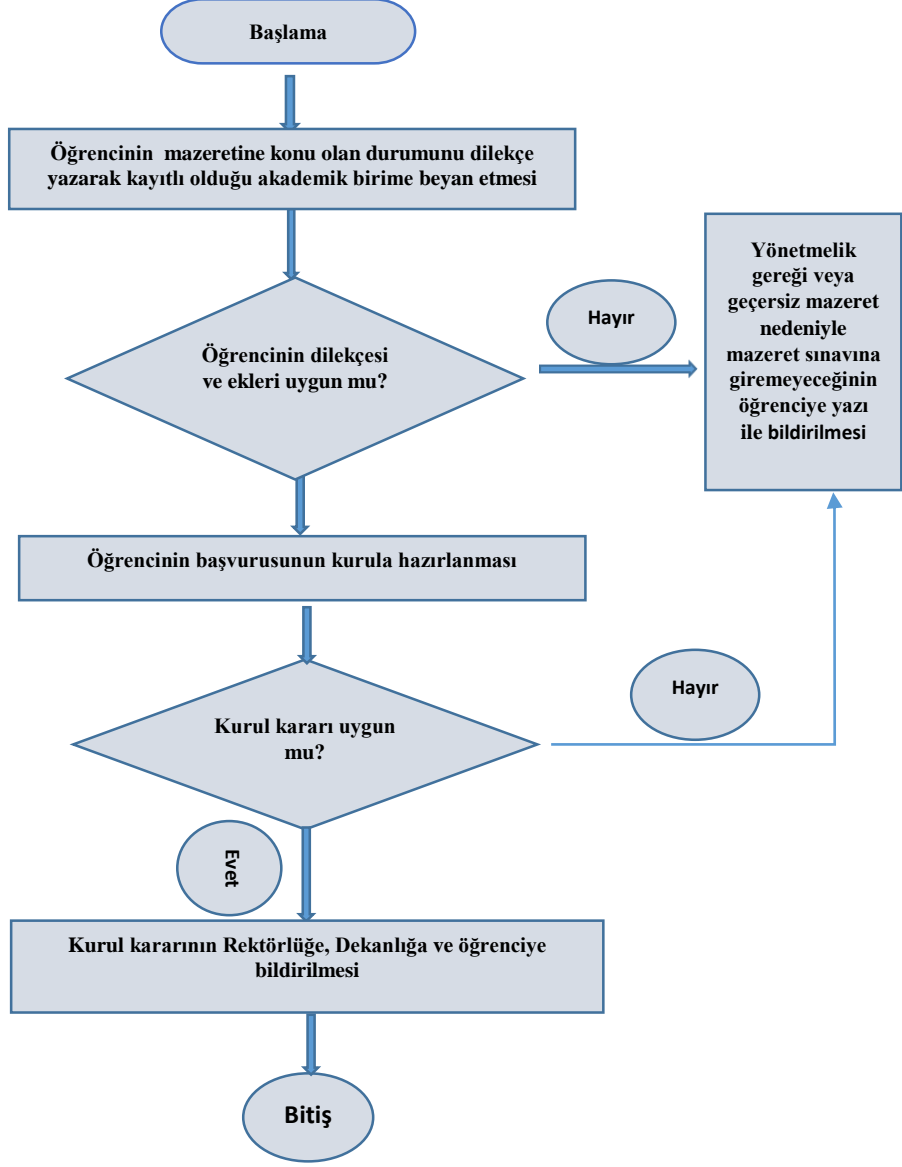 Başlama
Öğrencinin mazeretine konu olan durumunu dilekçe
yazarak kayıtlı olduğu akademik birime beyan etmesi
Öğrencinin dilekçesi
ve ekleri uygun mu?
Hayır
Yönetmelik
gereği veya
geçersiz mazeret
nedeniyle
mazeret sınavına
giremeyeceğinin
öğrenciye yazı
ile bildirilmesi
Öğrencinin başvurusunun kurula hazırlanması
Kurul kararı uygun
mu?
Hayır
Evet
Kurul kararının Rektörlüğe, Dekanlığa ve öğrenciye
bildirilmesi
Bitiş